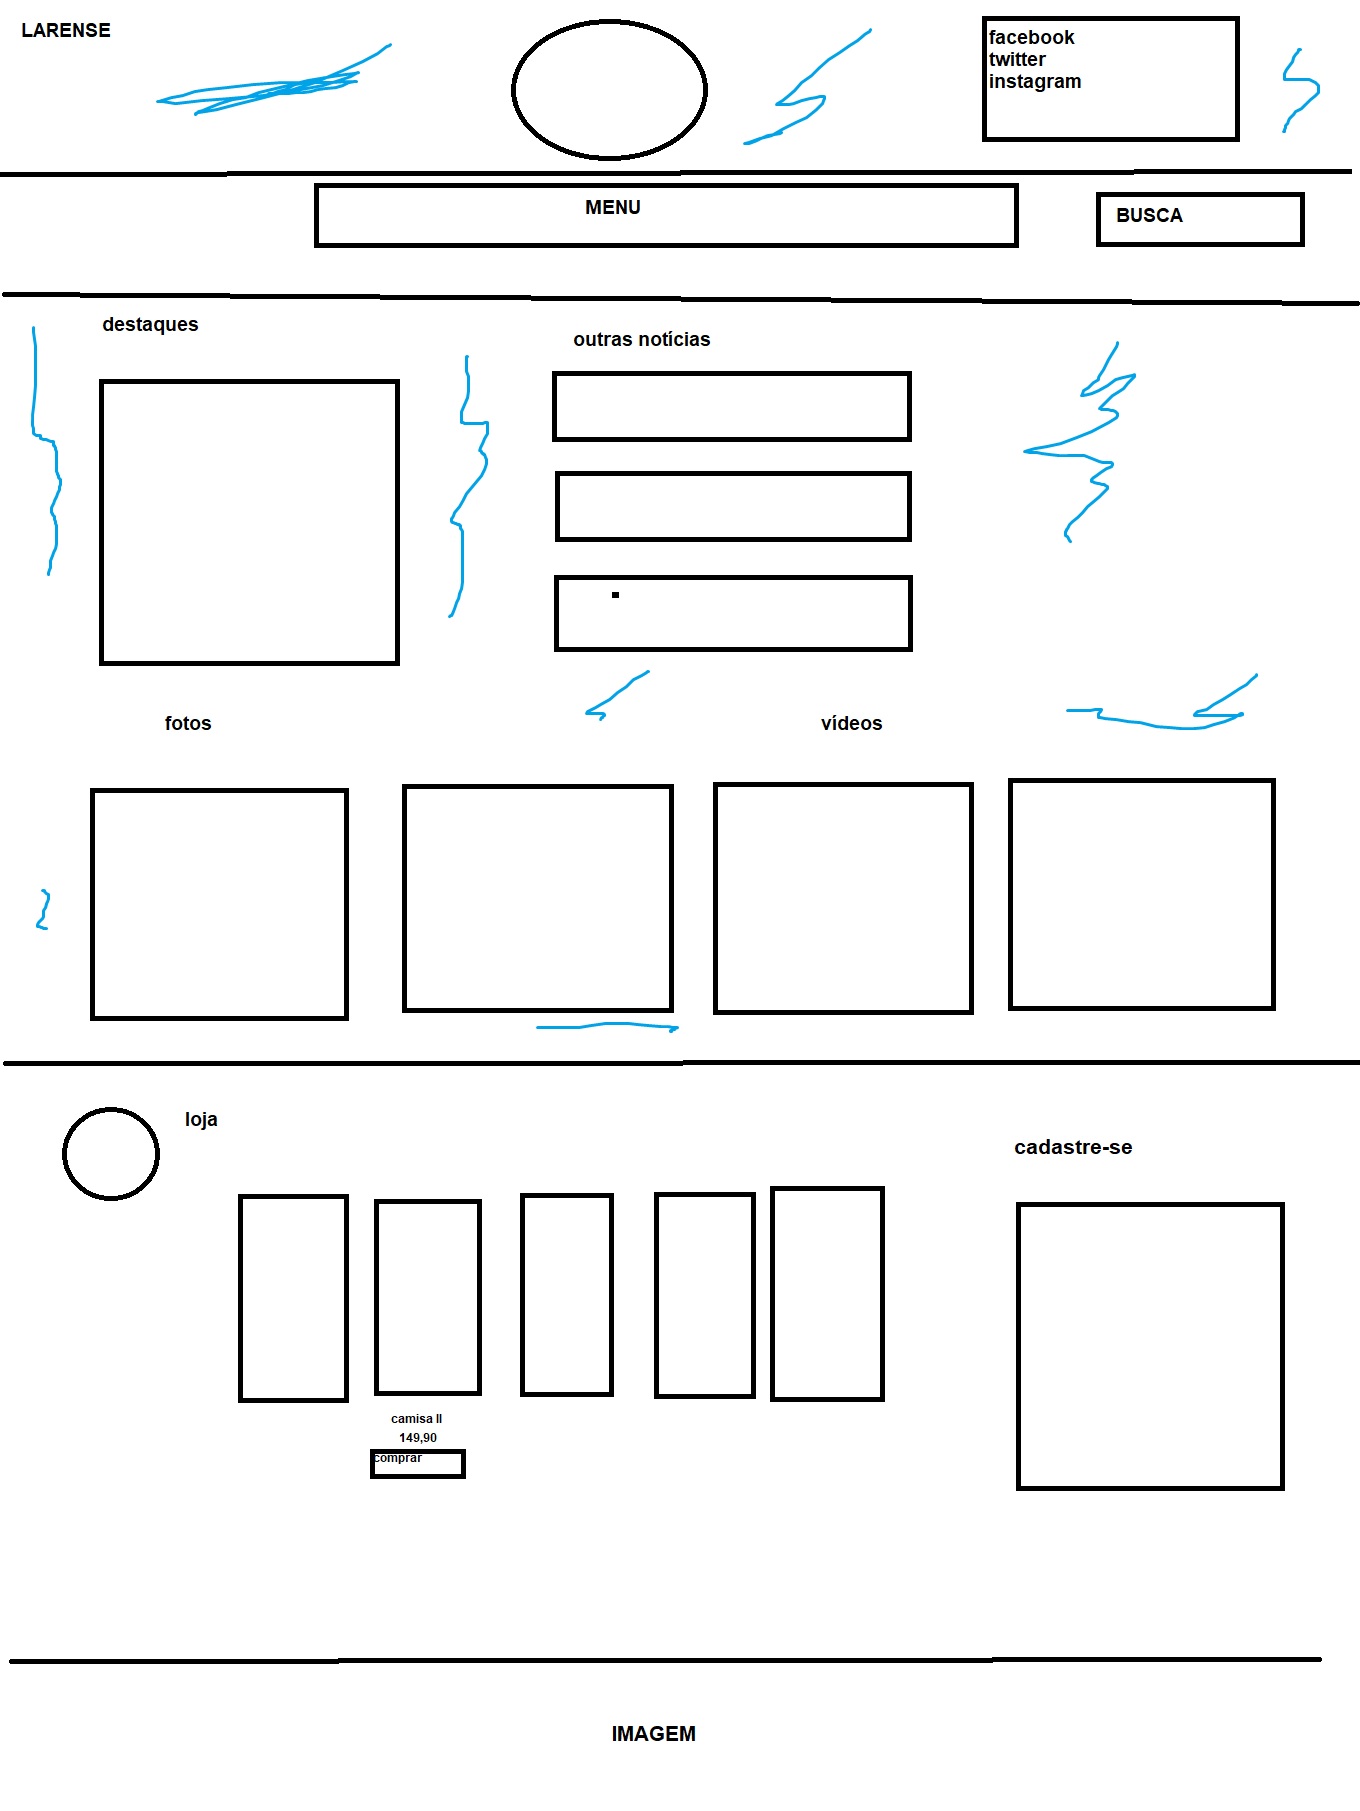 LARENSE
facebook
twitter
instagram
MENU
BUSCA
destaques
outras notícias
fotos
vídeos
loja
cadastre-se
camisa II
149,90
comprar
IMAGEM